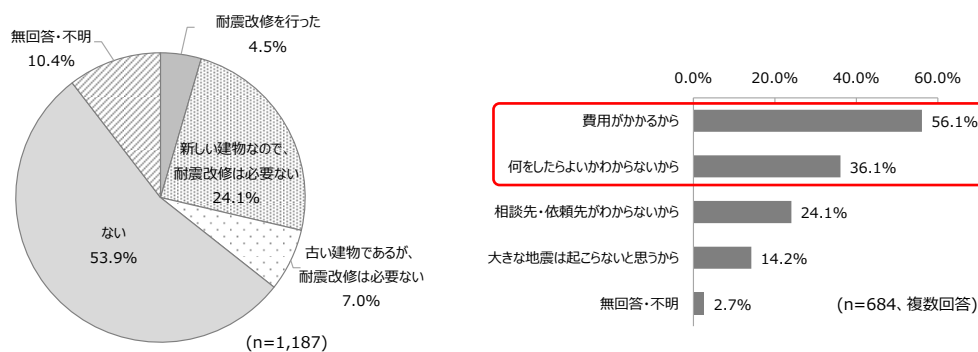 耐震改修を行った
4.5%
無回答・不明
10.4%
新しい建物なので、
耐震改修は必要ない
24.1%
ない
53.9%
古い建物であるが、
耐震改修は必要ない
7.0%
(n=1,187)
0.0% 20.0% 40.0% 60.0%
費用がかかるから 56.1%
何をしたらよいかわからないから 36.1%
相談先・依頼先がわからないから 24.1%
大きな地震は起こらないと思うから 14.2%
無回答・不明 2.7%
(n=684、複数回答)